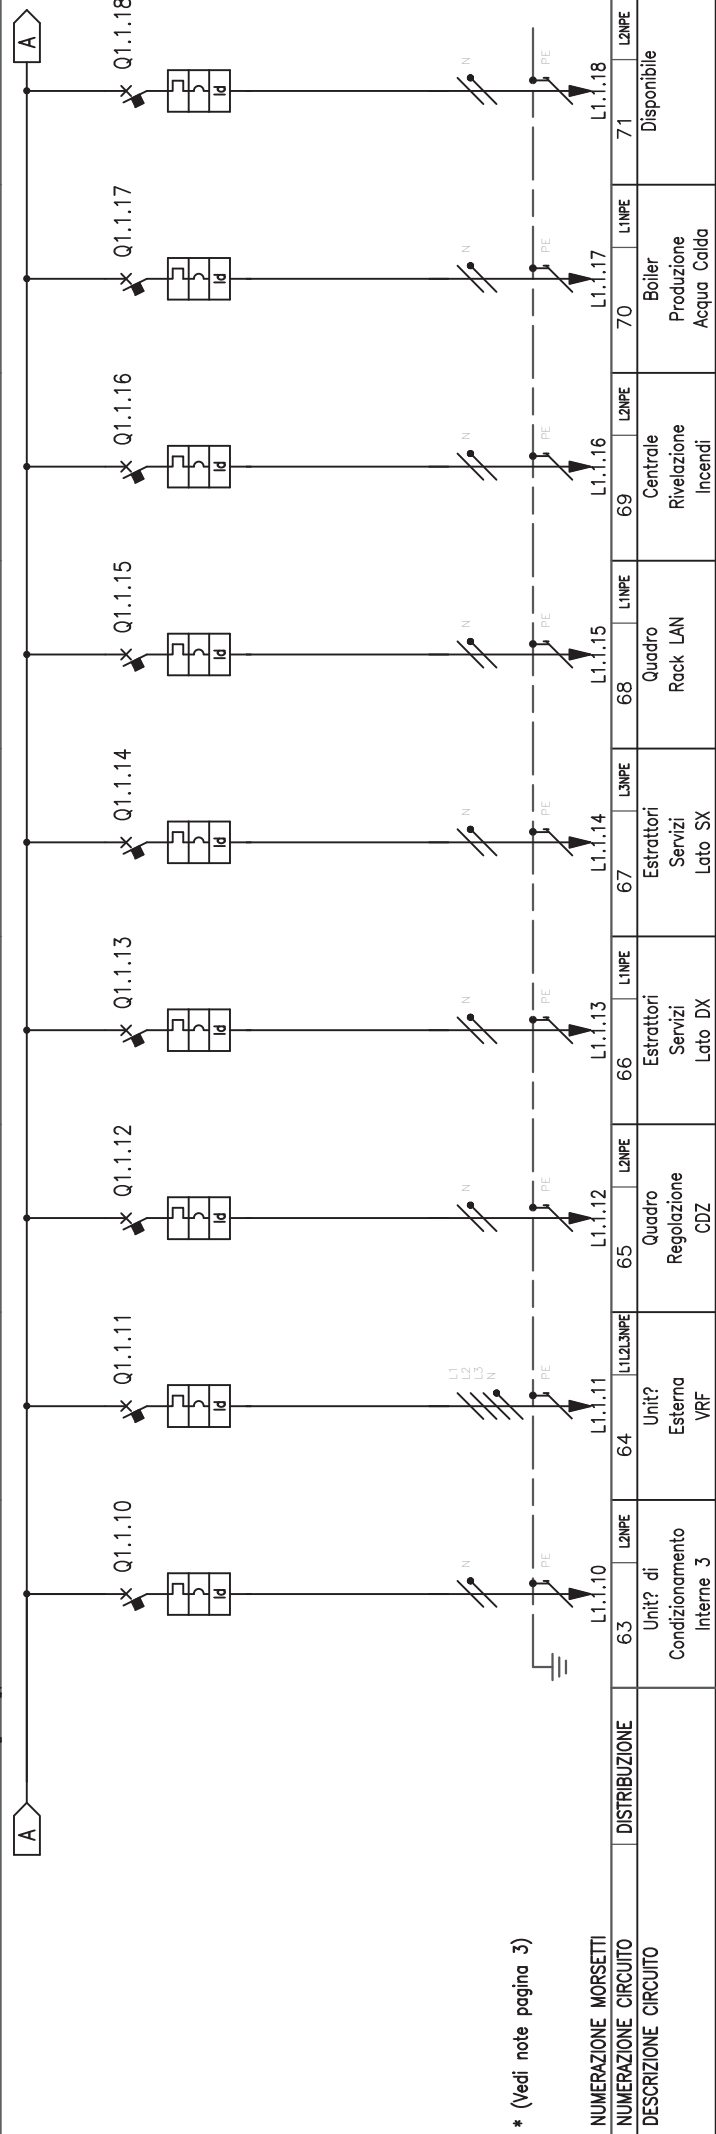 A
A
Q1.1.10
Q1.1.11
Q1.1.12
Q1.1.13
Q1.1.14
Q1.1.15
Q1.1.16
Q1.1.17
Q1.1.18
Id
Id
Id
Id
Id
Id
Id
Id
Id
N
L1
L2
L3
N
N
N
N
N
N
N
N
* (Vedi note pagina 3)
PE
PE
PE
PE
PE
PE
PE
PE
PE
NUMERAZIONE MORSETTI
L1.1.10
L1.1.11
L1.1.12
L1.1.13
L1.1.14
L1.1.15
L1.1.16
L1.1.17
L1.1.18
NUMERAZIONE CIRCUITO
DISTRIBUZIONE
63
L2NPE
64
L1L2L3NPE
65
L2NPE
66
L1NPE
67
L3NPE
68
L1NPE
69
L2NPE
70
L1NPE
71
L2NPE
DESCRIZIONE CIRCUITO
Unit? di
Condizionamento
Interne 3
Unit?
Esterna
VRF
Quadro
Regolazione
CDZ
Estrattori
Servizi
Lato DX
Estrattori
Servizi
Lato SX
Quadro
Rack LAN
Centrale
Rivelazione
Incendi
Boiler
Produzione
Acqua Calda
Disponibile